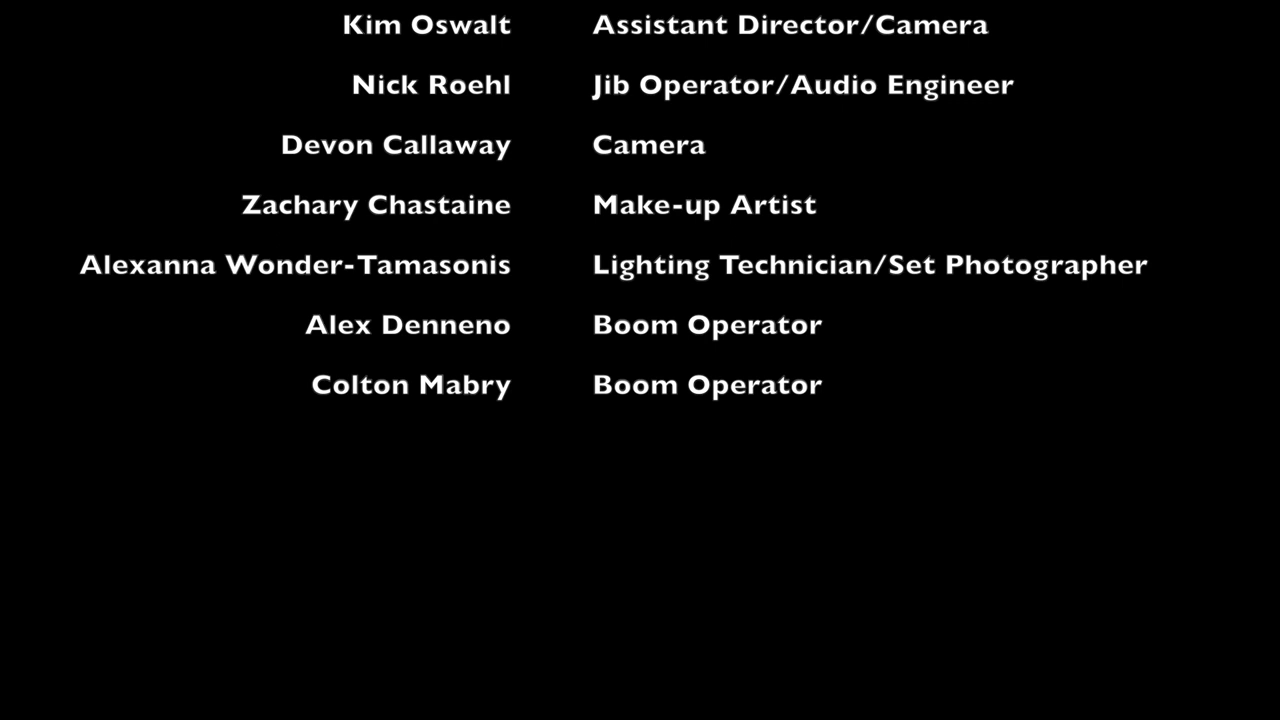 Kim Oswalt Assistant Director/Camera
Nick Roehl Jib Operator/Audio Engineer
Devon Callaway Camera
Zachary Chastaine Make-up Artist
Alexanna Wonder-Tamasonis Lighting Technician/Set Photographer
Alex Denneno Boom Operator
Colton Mabry Boom Operator